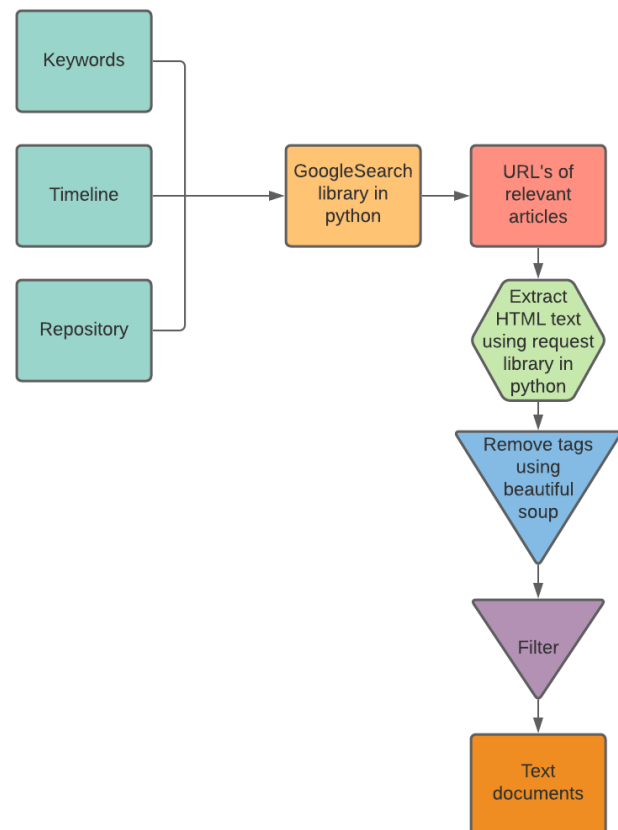 Keywords
Timeline
Repository
GoogleSearch
library in
python
URL's of
relevant
articles
Extract
HTML text
using request
library in
python
Remove tags
using
beautiful
soup
Filter
Text
documents